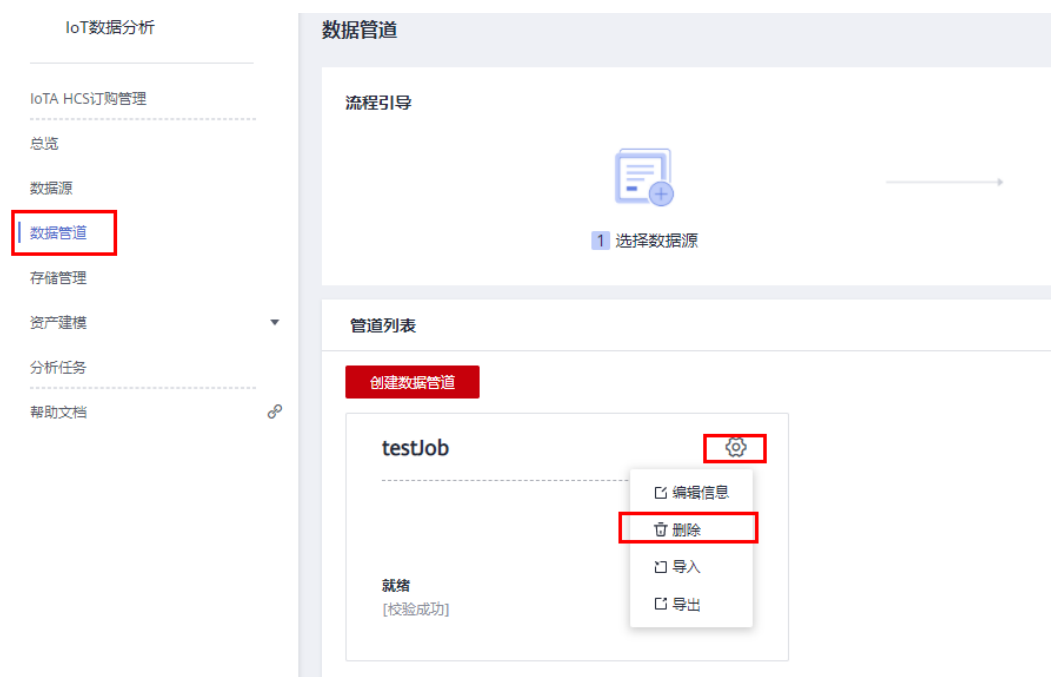 IoT数据分析
IoTA HCS订购管理
总览
数据源
数据管道
存储管理
资产建模
分析任务
帮助文档
数据管道
流程引导
1 选择数据源
管道列表
创建数据管道
testJob
编辑信息
删除
导入
导出
就绪
[校验成功]